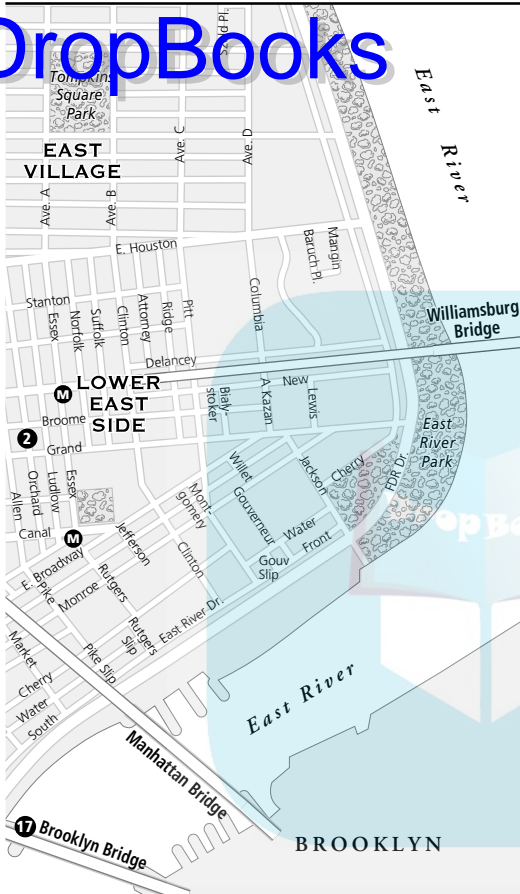 DropBooks
Tompkins
Square
Park
East River
EAST
VILLAGE
Ave. A
Ave. B
Ave. C
Ave. D
E. Houston
Baruch Pl.
Mangin
Stanton
Essex
Norfolk
Suffolk
Clinton
Attorney
Ridge
Pitt
Columbia
Williamsburg
Bridge
Delancey
M
LOWER
EAST
SIDE
New
Bialy-
stoker
A. Kazan
Lewis
Broome
2
Grand
East
River
Park
FDR Dr.
Willet
Jackson
Cherry
Allen
Orchard
Ludlow
Essex
Mont-
gomery
Gouverneur
Water
Front
Canal
M
Jefferson
Clinton
Gouv
Slip
E. Broadway
Pike
Monroe
Rutgers
East River Dr.
Rutgers
Slip
Pike Slip
Market
Cherry
Water
South
East River
Manhattan Bridge
17
Brooklyn Bridge
BROOKLYN